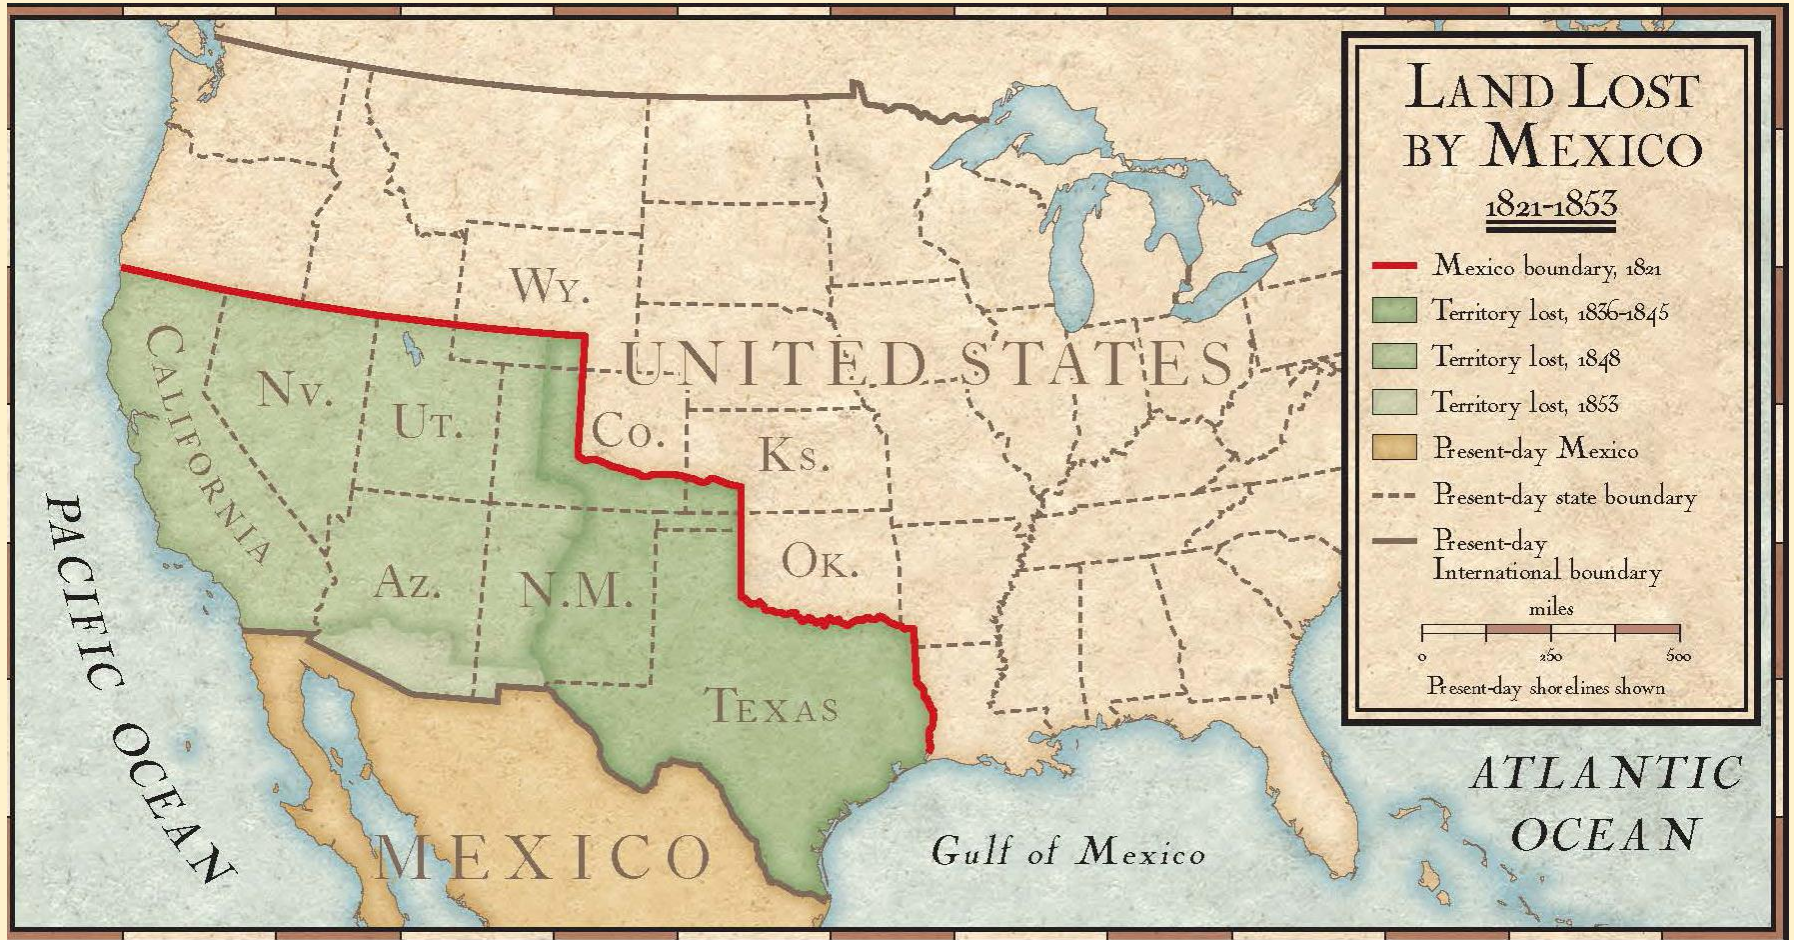 LAND LOST
BY MEXICO
1821-1853
Mexico boundary, 1821
Territory lost, 1836-1845
Territory lost, 1848
Territory lost, 1853
Present-day Mexico
Present-day state boundary
Present-day
International boundary
miles
0 250 500
Present-day shorelines shown
WY.
UNITED STATES
CALIFORNIA
NV.
UT.
CO.
KS.
AZ.
N.M.
OK.
TEXAS
PACIFIC OCEAN
MEXICO
Gulf of Mexico
ATLANTIC
OCEAN